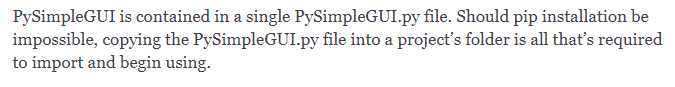 PySimpleGUI is contained in a single PySimpleGUI.py file. Should pip installation be
impossible, copying the PySimpleGUI.py file into a project’s folder is all that’s required
to import and begin using.